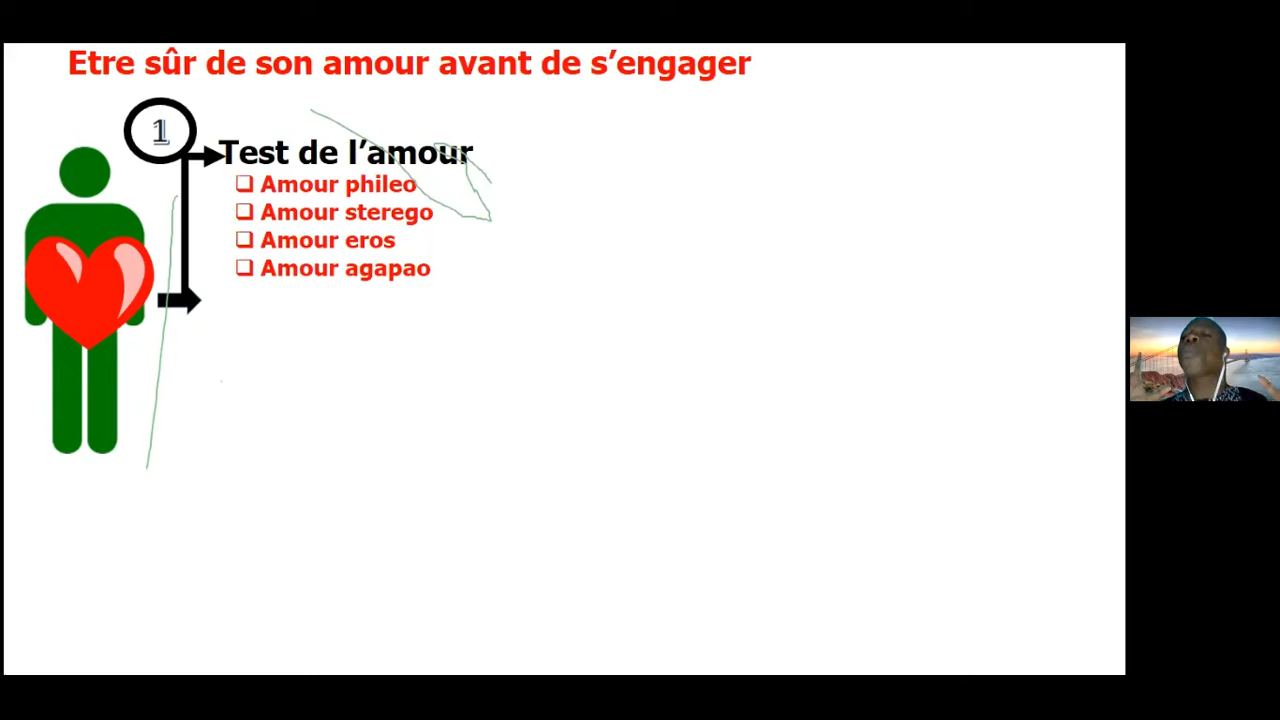 Etre sûr de son amour avant de s’engager
1
Test de l’amour
❑ Amour phileo
❑ Amour sterego
❑ Amour eros
❑ Amour agapao